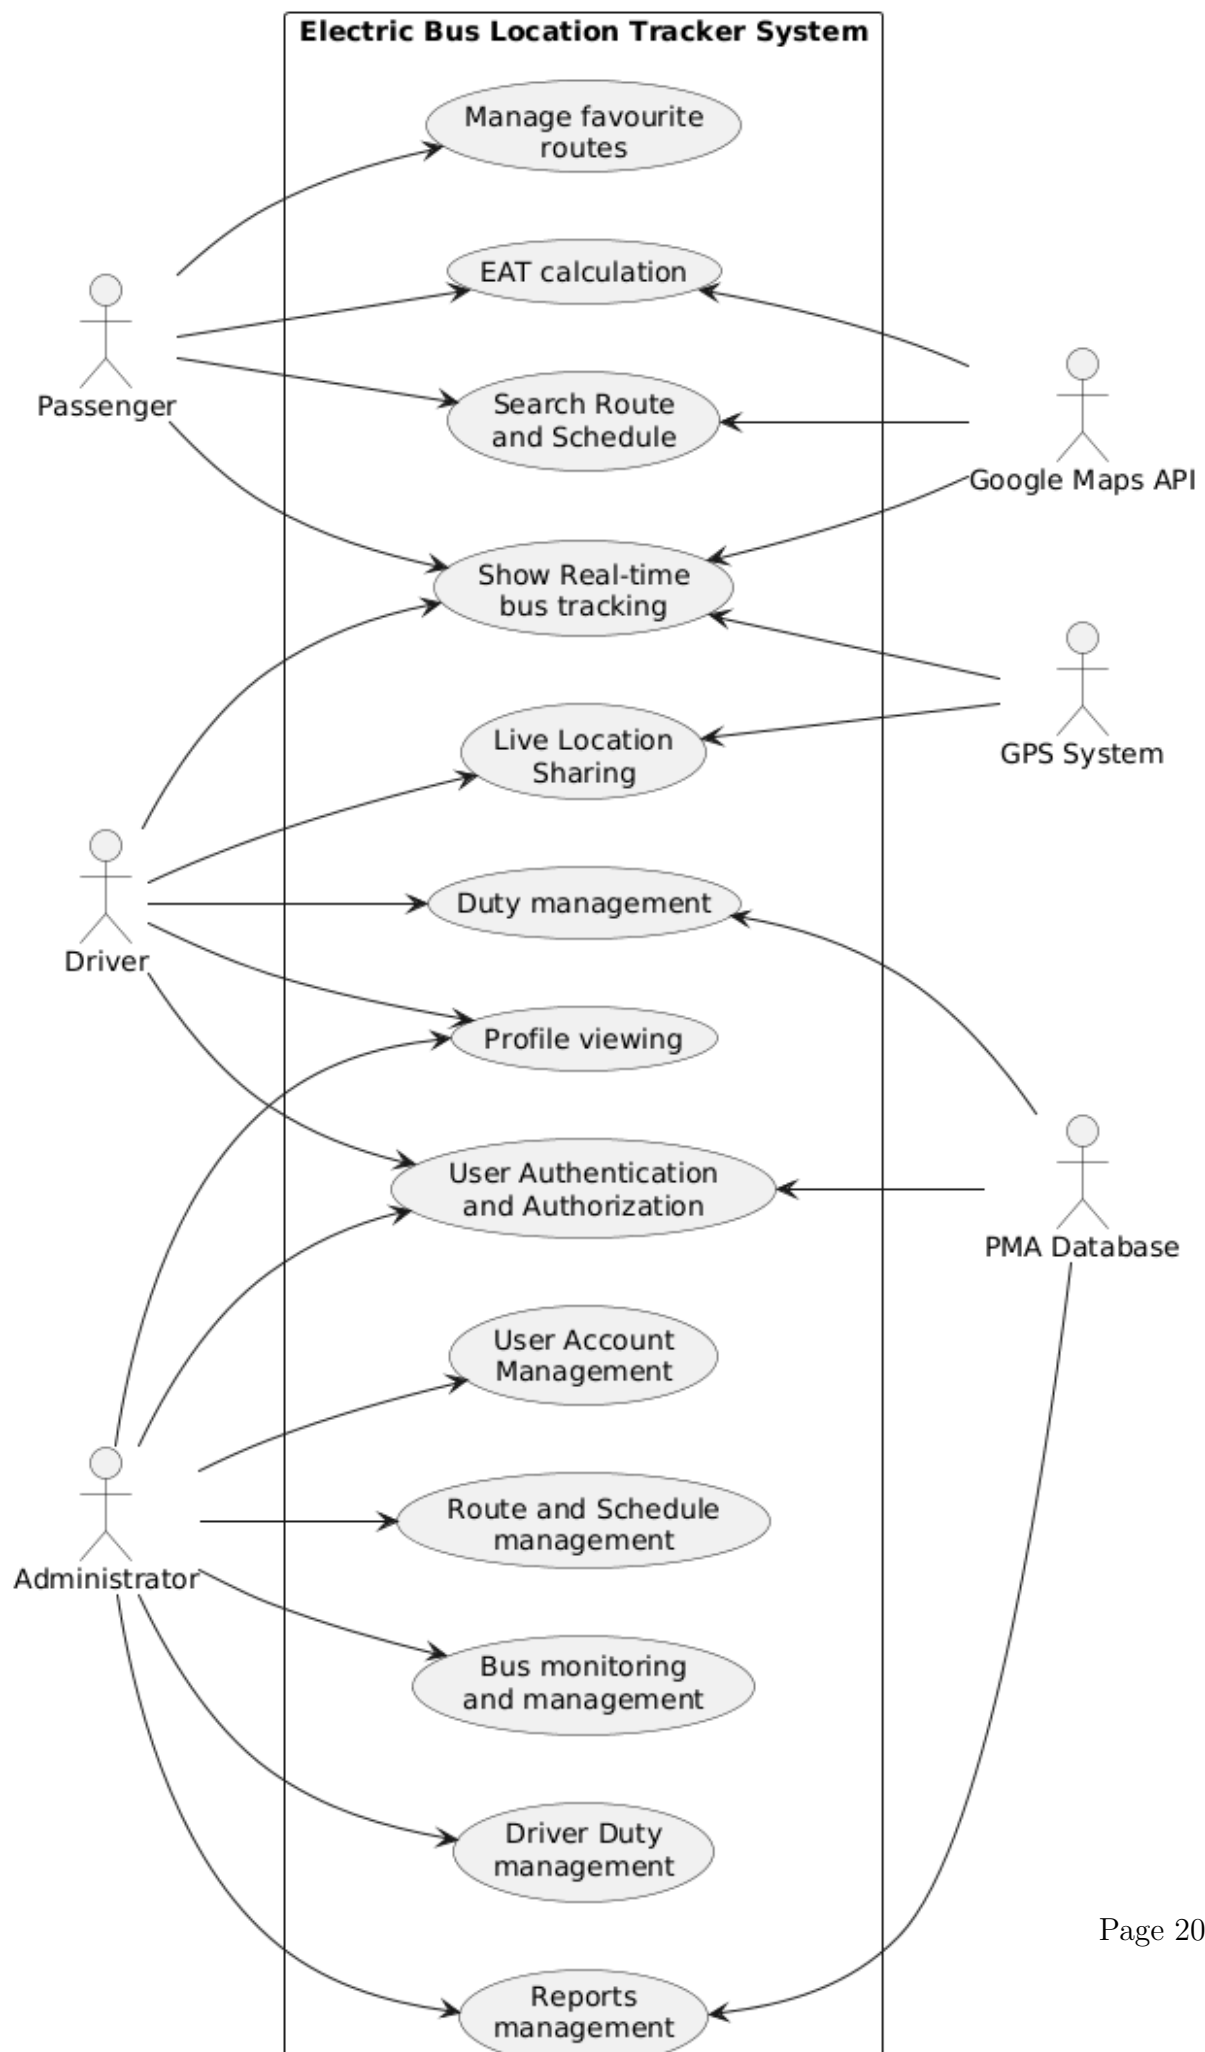 Electric Bus Location Tracker System
Manage favourite
routes
EAT calculation
Search Route
and Schedule
Passenger
Google Maps API
Show Real-time
bus tracking
Live Location
Sharing
GPS System
Duty management
Driver
Profile viewing
User Authentication
and Authorization
PMA Database
User Account
Management
Route and Schedule
management
Administrator
Bus monitoring
and management
Driver Duty
management
Page 20
Reports
management